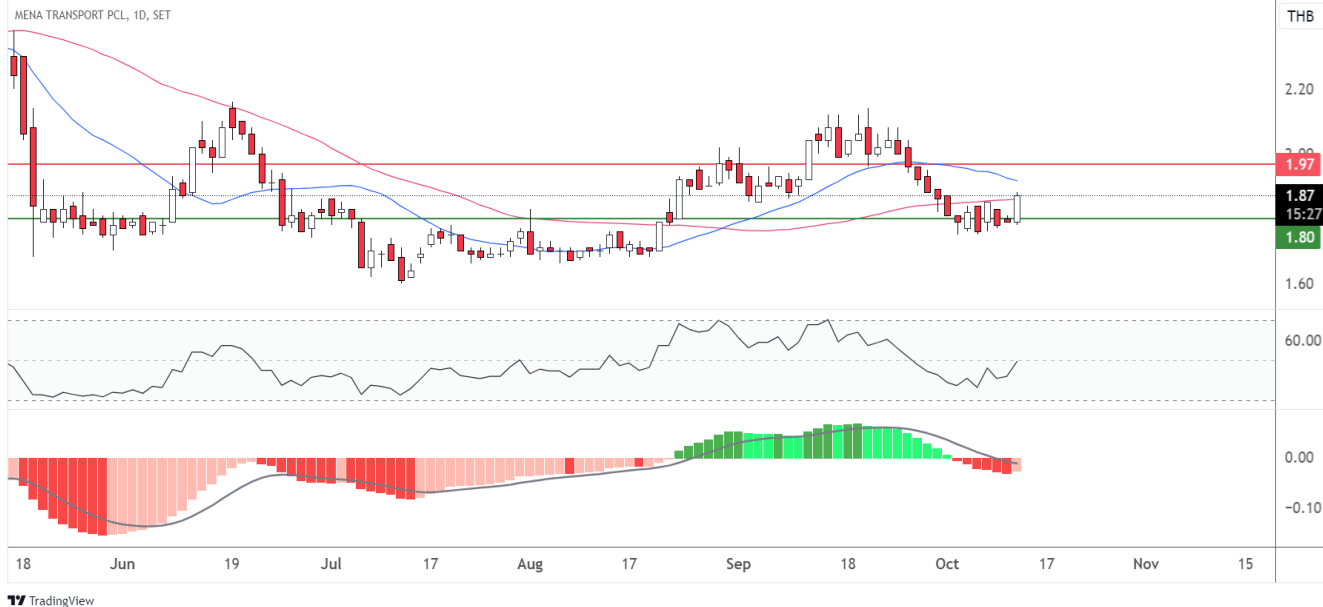 MENA TRANSPORT PCL, 1D, SET
THB
2.20
2.00
1.97
1.87
15:27
1.80
1.60
60.00
0.00
−0.10
18 Jun 19 Jul 17 Aug 17 Sep 18 Oct 17 Nov 15
TradingView